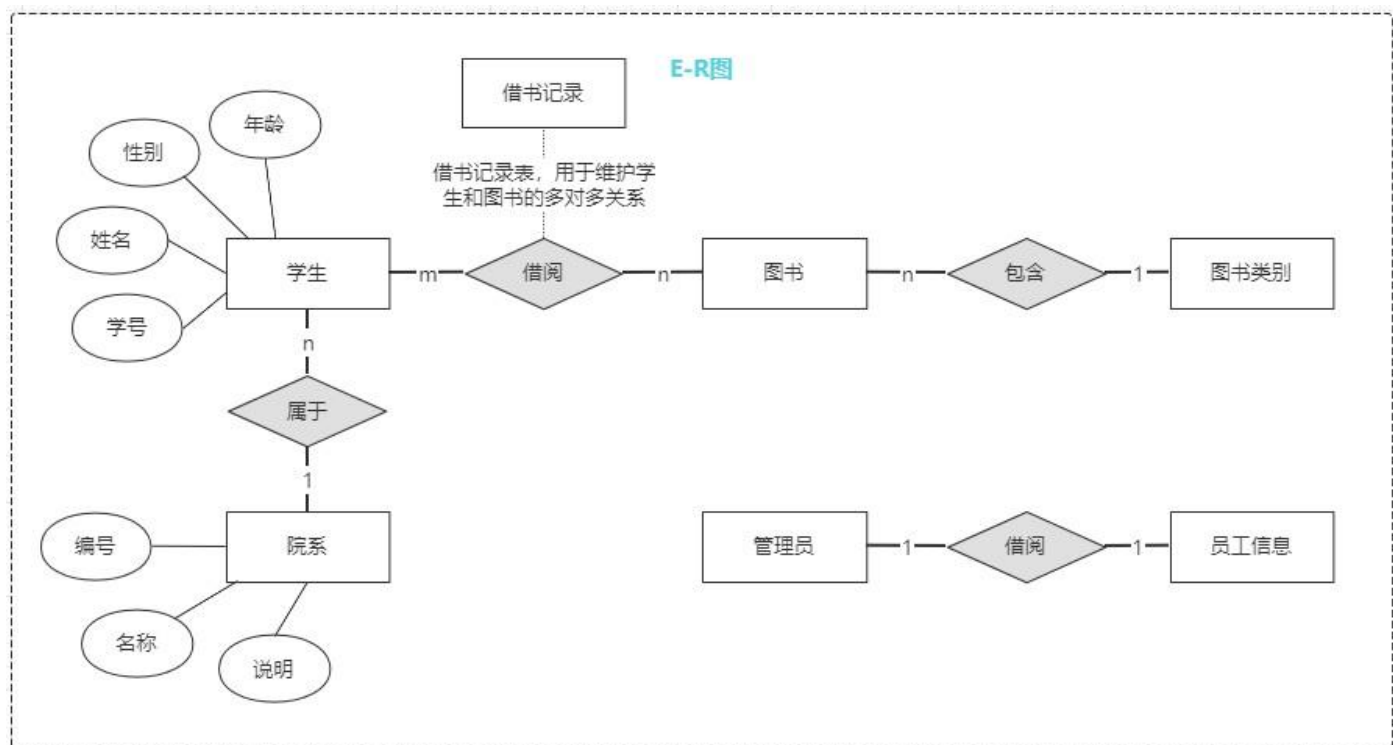 E-R图
借书记录
年龄
性别
借书记录表，用于维护学
生和图书的多对多关系
姓名
学生
m
借阅
n
图书
n
包含
1
图书类别
学号
n
属于
1
编号
院系
管理员
1
借阅
1
员工信息
名称
说明